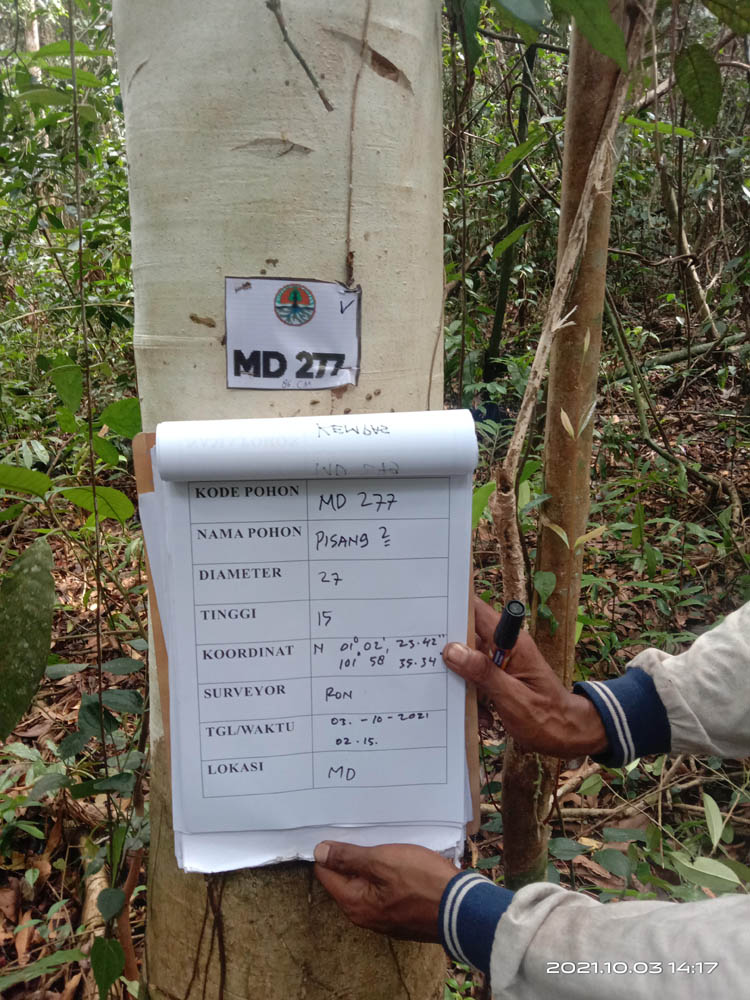 MD 277
86 CM
KODE POHON MD 277
NAMA POHON PISANG 2
DIAMETER 27
TINGGI 15
KOORDINAT N 01° 02', 23.42"
101° 58 35.34
SURVEYOR RON
TGL/WAKTU 03. -10-2021
02.15.
LOKASI MD
2021.10.03 14:17